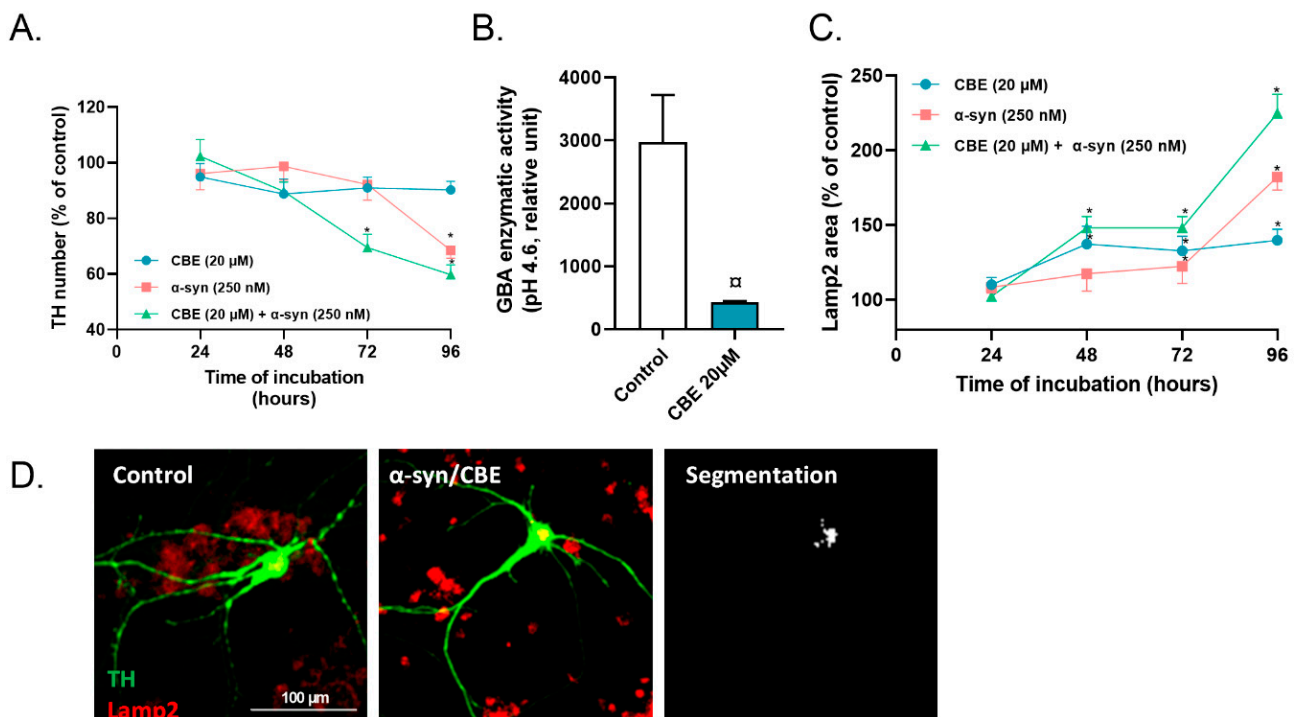 A.
TH number (% of control)
120
100
80
60
40
0
24
48
72
96
*
*
*
CBE (20 µM)
α-syn (250 nM)
CBE (20 µM) + α-syn (250 nM)
Time of incubation
(hours)
B.
GBA enzymatic activity
(pH 4.6, relative unit)
4000
3000
2000
1000
0
¤
Control
CBE 20µM
C.
Lamp2 area (% of control)
250
200
150
100
0
24
48
72
96
CBE (20 µM)
α-syn (250 nM)
CBE (20 µM) + α-syn (250 nM)
*
*
*
*
*
*
*
*
Time of incubation (hours)
D.
Control
TH
Lamp2
100 µm
α-syn/CBE
Segmentation